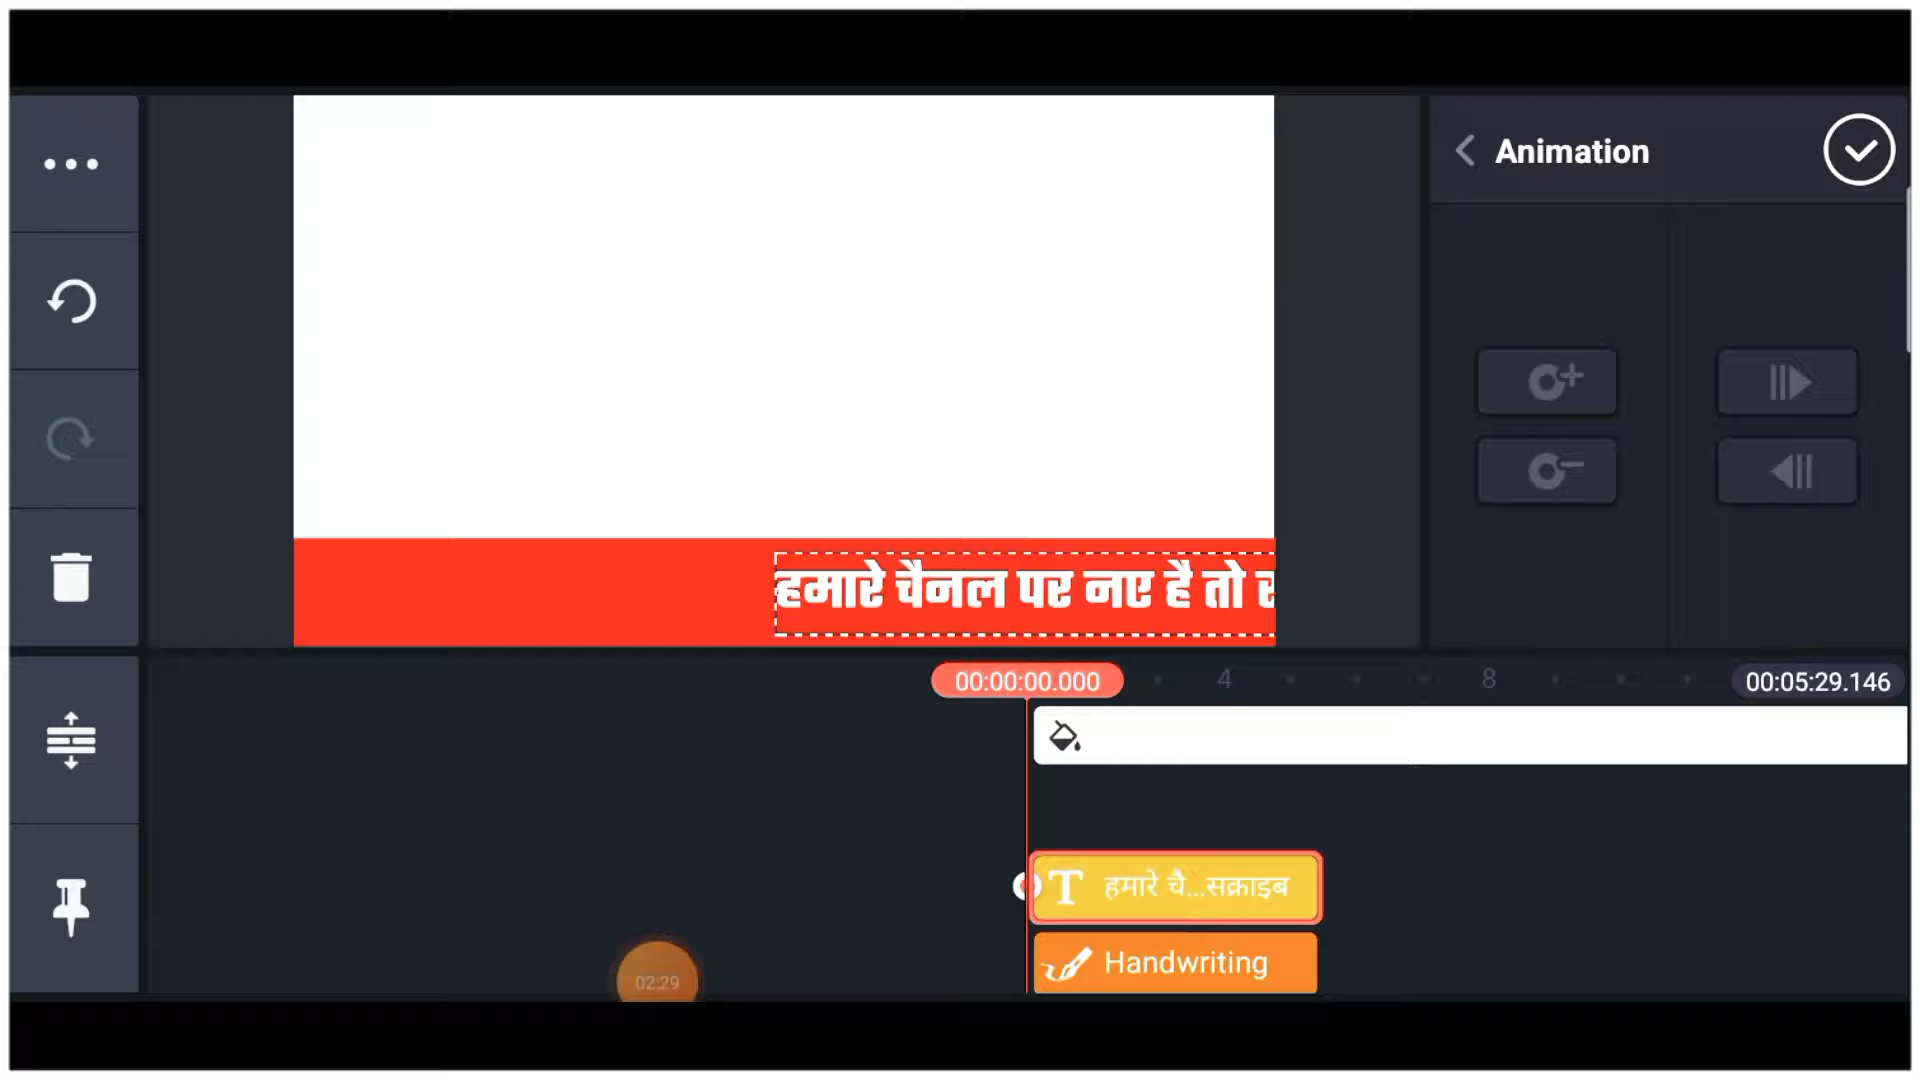 Animation
हमारे चैनल पर नए है तो
00:00:00.000
4
8
00:05:29.146
T हमारे चै...सक्राइब
Handwriting
02:29